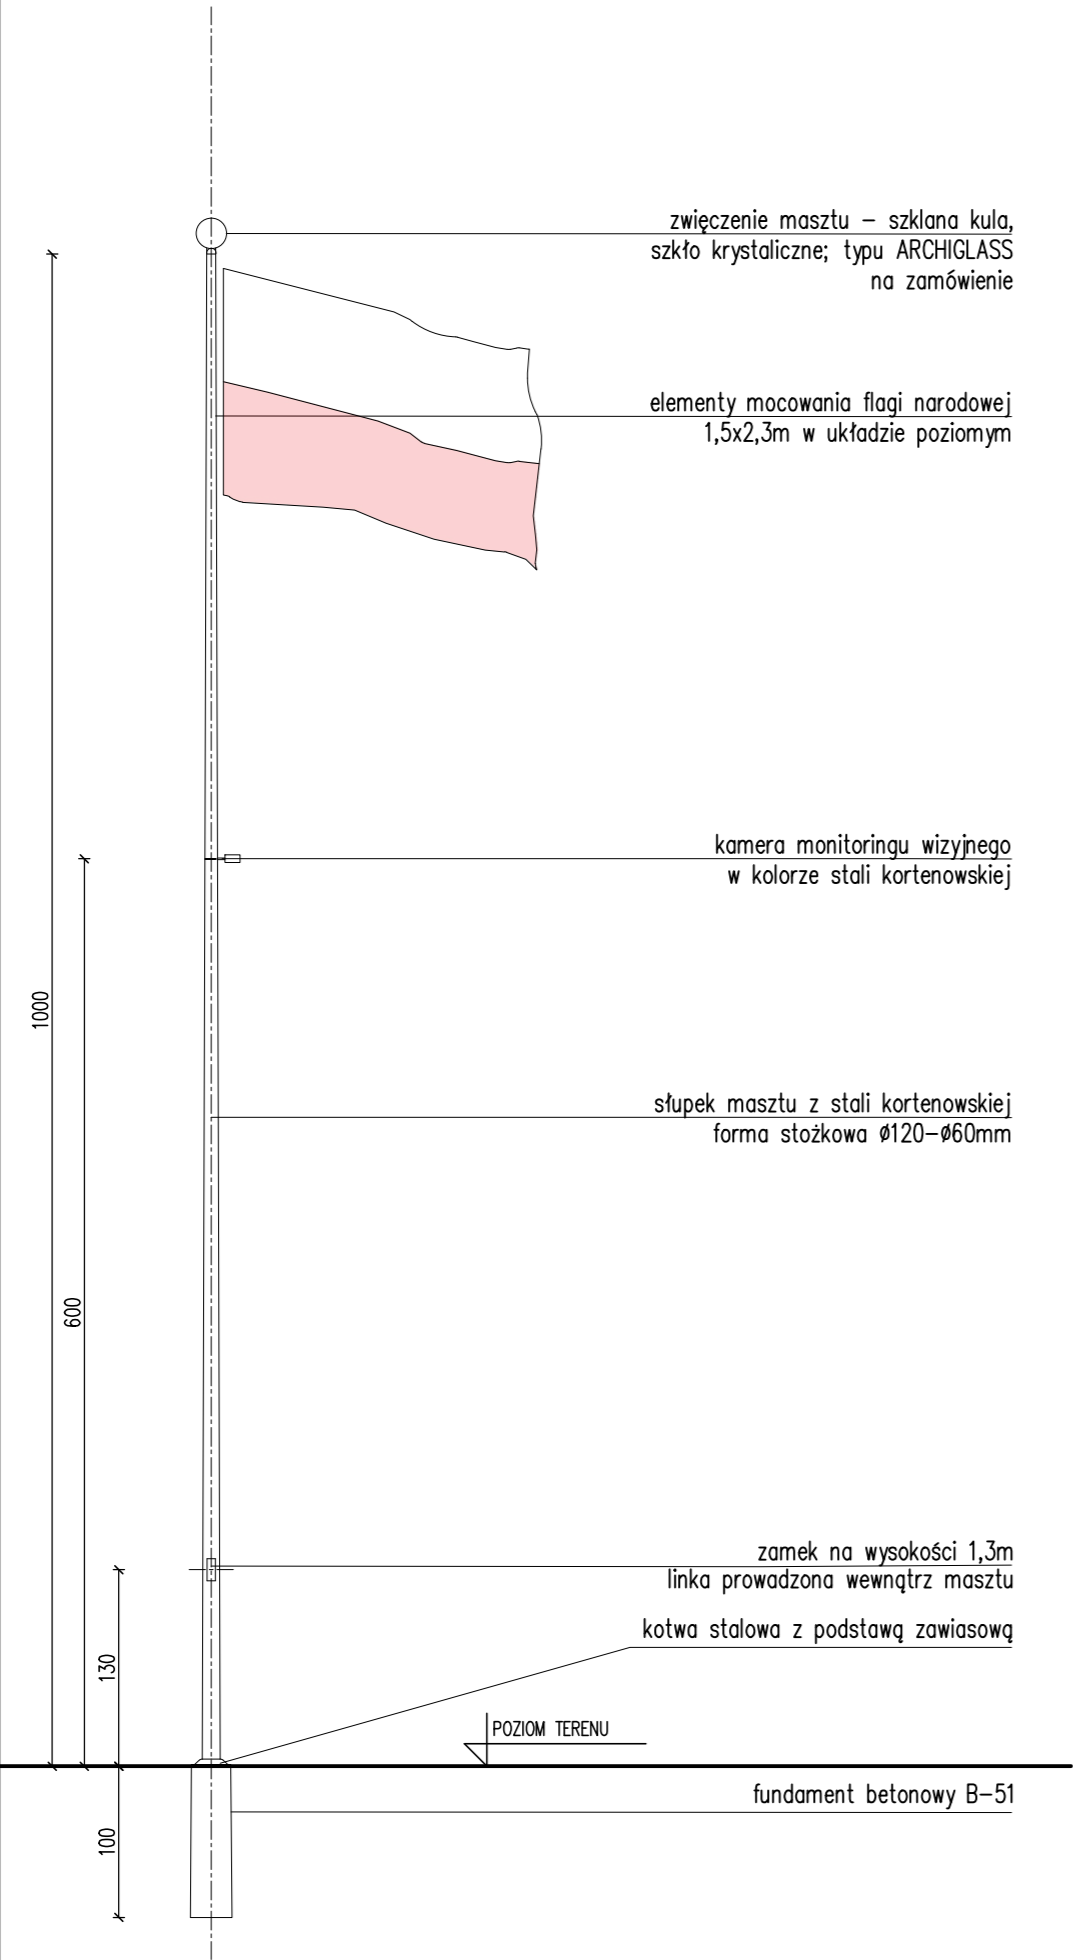 zwięczenie masztu – szklana kula,
szkło krystaliczne; typu ARCHIGLASS
na zamówienie
elementy mocowania flagi narodowej
1,5x2,3m w układzie poziomym
kamera monitoringu wizyjnego
w kolorze stali kortenowskiej
1000
słupek masztu z stali kortenowskiej
forma stożkowa Ø120–Ø60mm
600
zamek na wysokości 1,3m
linka prowadzona wewnątrz masztu
kotwa stalowa z podstawą zawiasową
130
POZIOM TERENU
fundament betonowy B–51
100